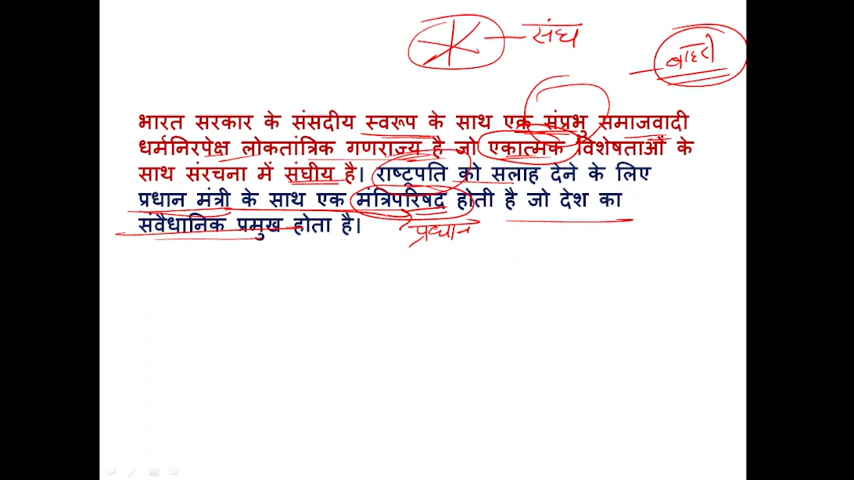 संघ
बाहरी
भारत सरकार के संसदीय स्वरूप के साथ एक संप्रभु समाजवादी
धर्मनिरपेक्ष लोकतांत्रिक गणराज्य है जो एकात्मक विशेषताओं के
साथ संरचना में संघीय है। राष्ट्रपति को सलाह देने के लिए
प्रधान मंत्री के साथ एक मंत्रिपरिषद होती है जो देश का
संवैधानिक प्रमुख होता है।
प्रधान